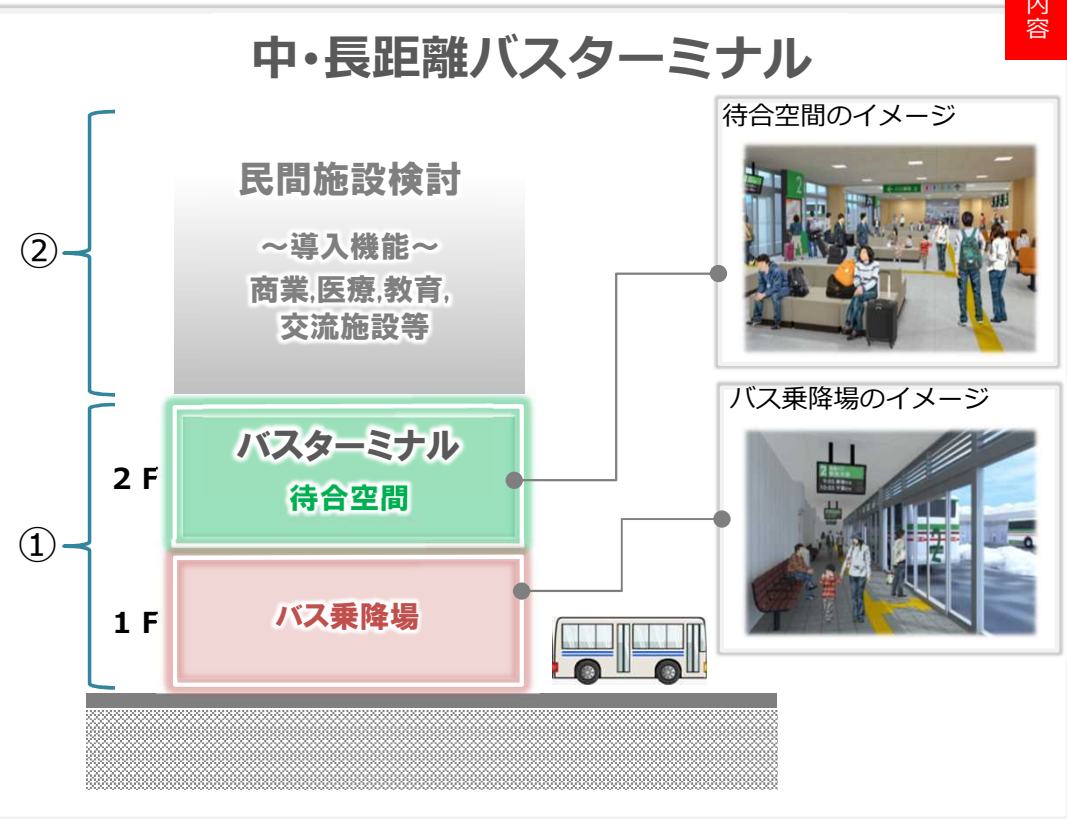 内容
中・長距離バスターミナル
②
民間施設検討
～導入機能～
商業,医療,教育,
交流施設等
①
2 F
バスターミナル
待合空間
1 F
バス乗降場
待合空間のイメージ
2
バス乗降場のイメージ
2